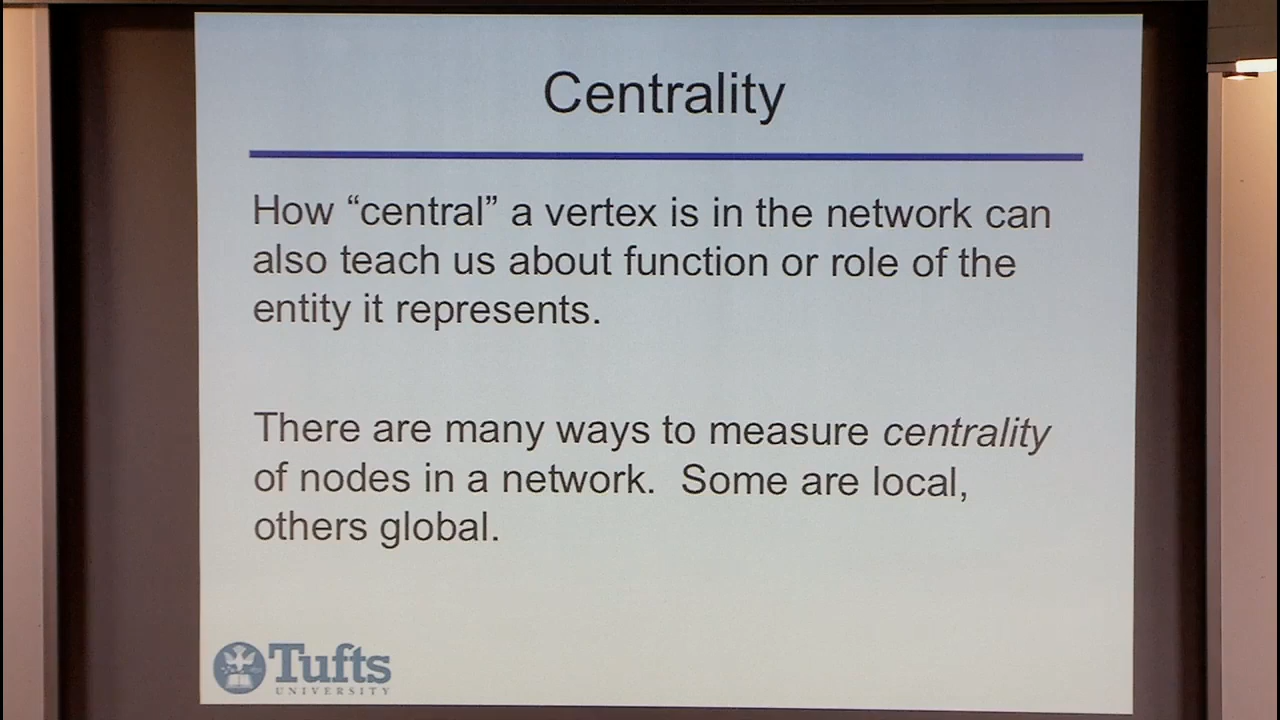 Centrality
How “central” a vertex is in the network can
also teach us about function or role of the
entity it represents.
There are many ways to measure centrality
of nodes in a network.  Some are local,
others global.
Tufts
UNIVERSITY